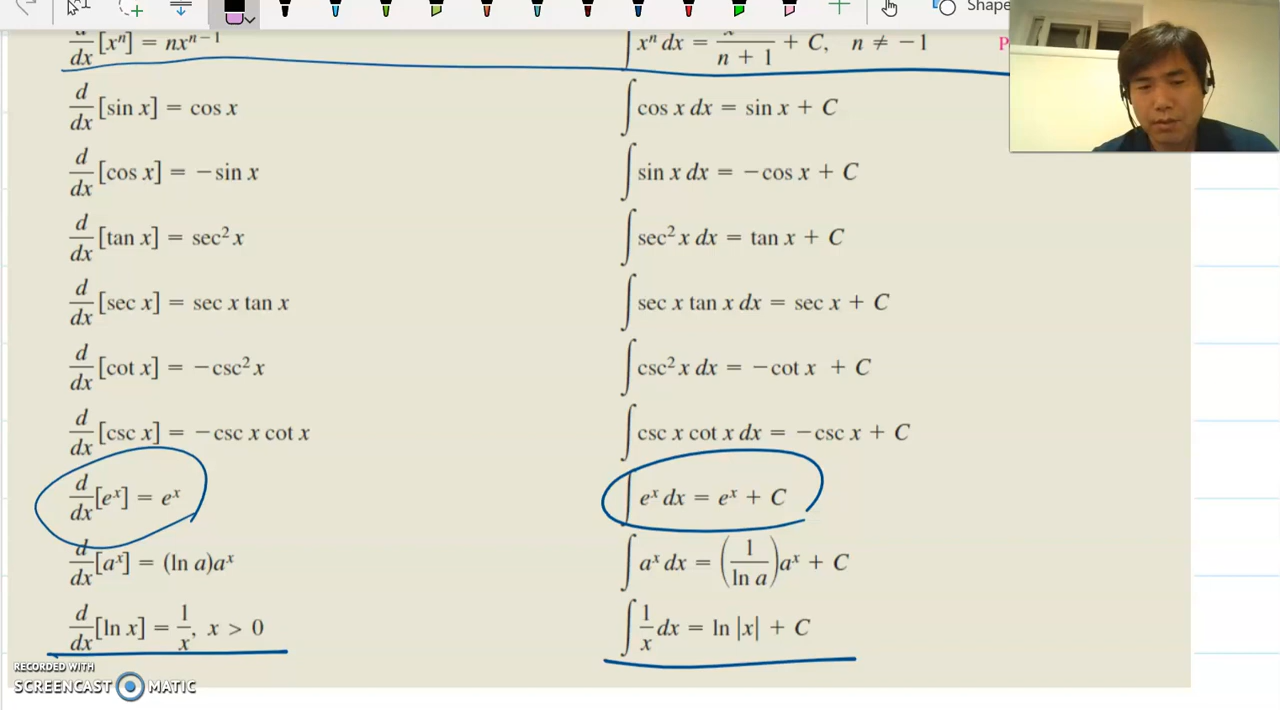 Shape
d/dx [xⁿ] = nxⁿ⁻¹
∫ xⁿ dx = / n + 1 + C, n ≠ −1
d/dx [sin x] = cos x
∫ cos x dx = sin x + C
d/dx [cos x] = −sin x
∫ sin x dx = −cos x + C
d/dx [tan x] = sec² x
∫ sec² x dx = tan x + C
d/dx [sec x] = sec x tan x
∫ sec x tan x dx = sec x + C
d/dx [cot x] = −csc² x
∫ csc² x dx = −cot x + C
d/dx [csc x] = −csc x cot x
∫ csc x cot x dx = −csc x + C
d/dx [eˣ] = eˣ
∫ eˣ dx = eˣ + C
d/dx [aˣ] = (ln a)aˣ
∫ aˣ dx = (1/ln a)aˣ + C
d/dx [ln x] = 1/x, x > 0
∫ 1/x dx = ln |x| + C
RECORDED WITH
SCREENCAST MATIC